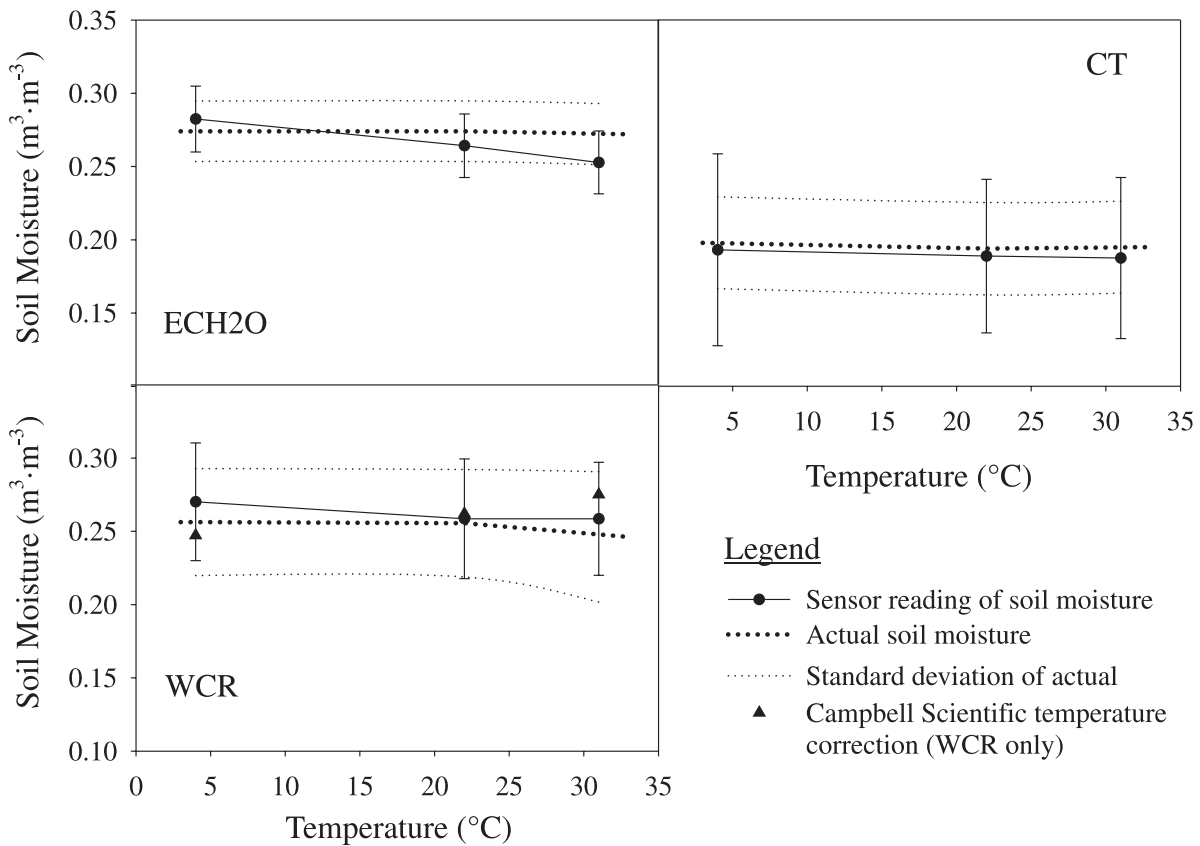 0.35
0.30
0.25
0.20
0.15
Soil Moisture (m³·m⁻³)
ECH2O
CT
5 10 15 20 25 30 35
Temperature (°C)
0.30
0.25
0.20
0.15
0.10
Soil Moisture (m³·m⁻³)
WCR
0 5 10 15 20 25 30 35
Temperature (°C)
Legend
Sensor reading of soil moisture
Actual soil moisture
Standard deviation of actual
Campbell Scientific temperature
correction (WCR only)